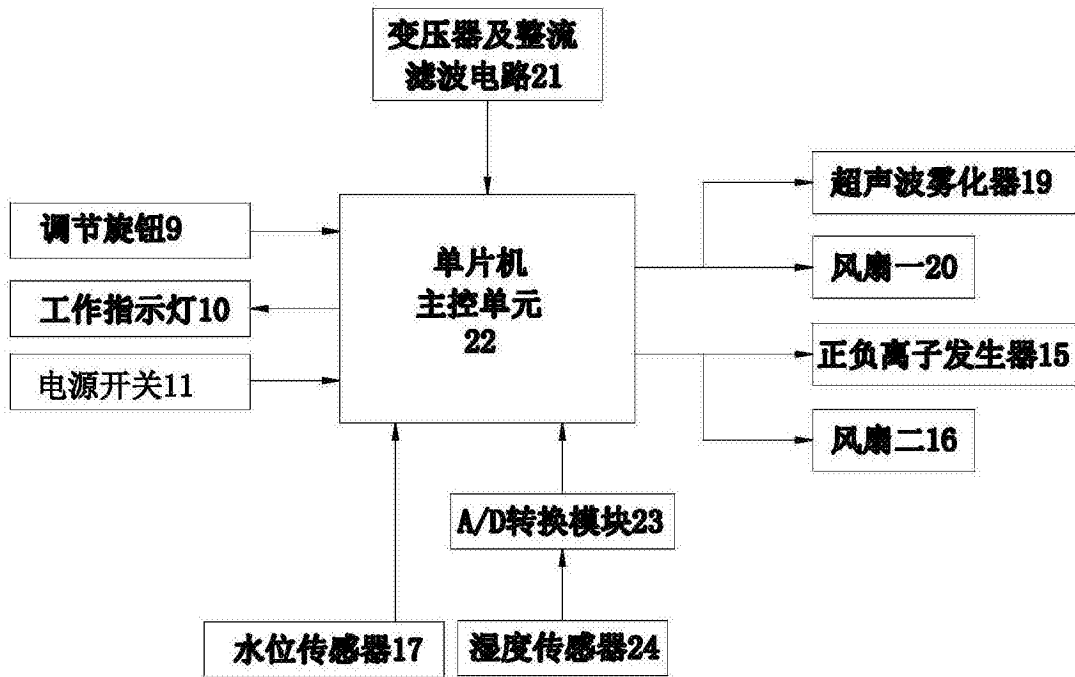 变压器及整流
滤波电路21
超声波雾化器19
调节旋钮9
单片机
主控单元
22
风扇一20
工作指示灯10
正负离子发生器15
电源开关11
风扇二16
A/D转换模块23
水位传感器17
湿度传感器24